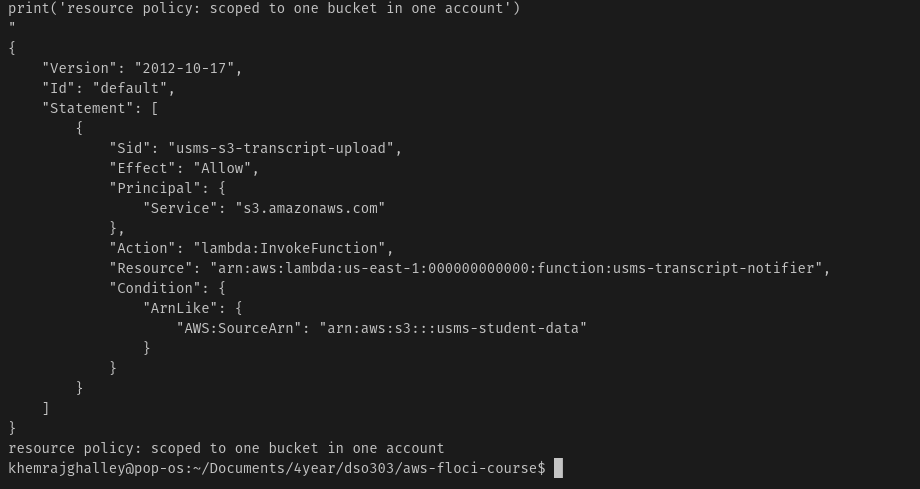 print('resource policy: scoped to one bucket in one account')
"
{
    "Version": "2012-10-17",
    "Id": "default",
    "Statement": [
        {
            "Sid": "usms-s3-transcript-upload",
            "Effect": "Allow",
            "Principal": {
                "Service": "s3.amazonaws.com"
            },
            "Action": "lambda:InvokeFunction",
            "Resource": "arn:aws:lambda:us-east-1:000000000000:function:usms-transcript-notifier",
            "Condition": {
                "ArnLike": {
                    "AWS:SourceArn": "arn:aws:s3:::usms-student-data"
                }
            }
        }
    ]
}
resource policy: scoped to one bucket in one account
khemrajghalley@pop-os:~/Documents/4year/dso303/aws-floci-course$